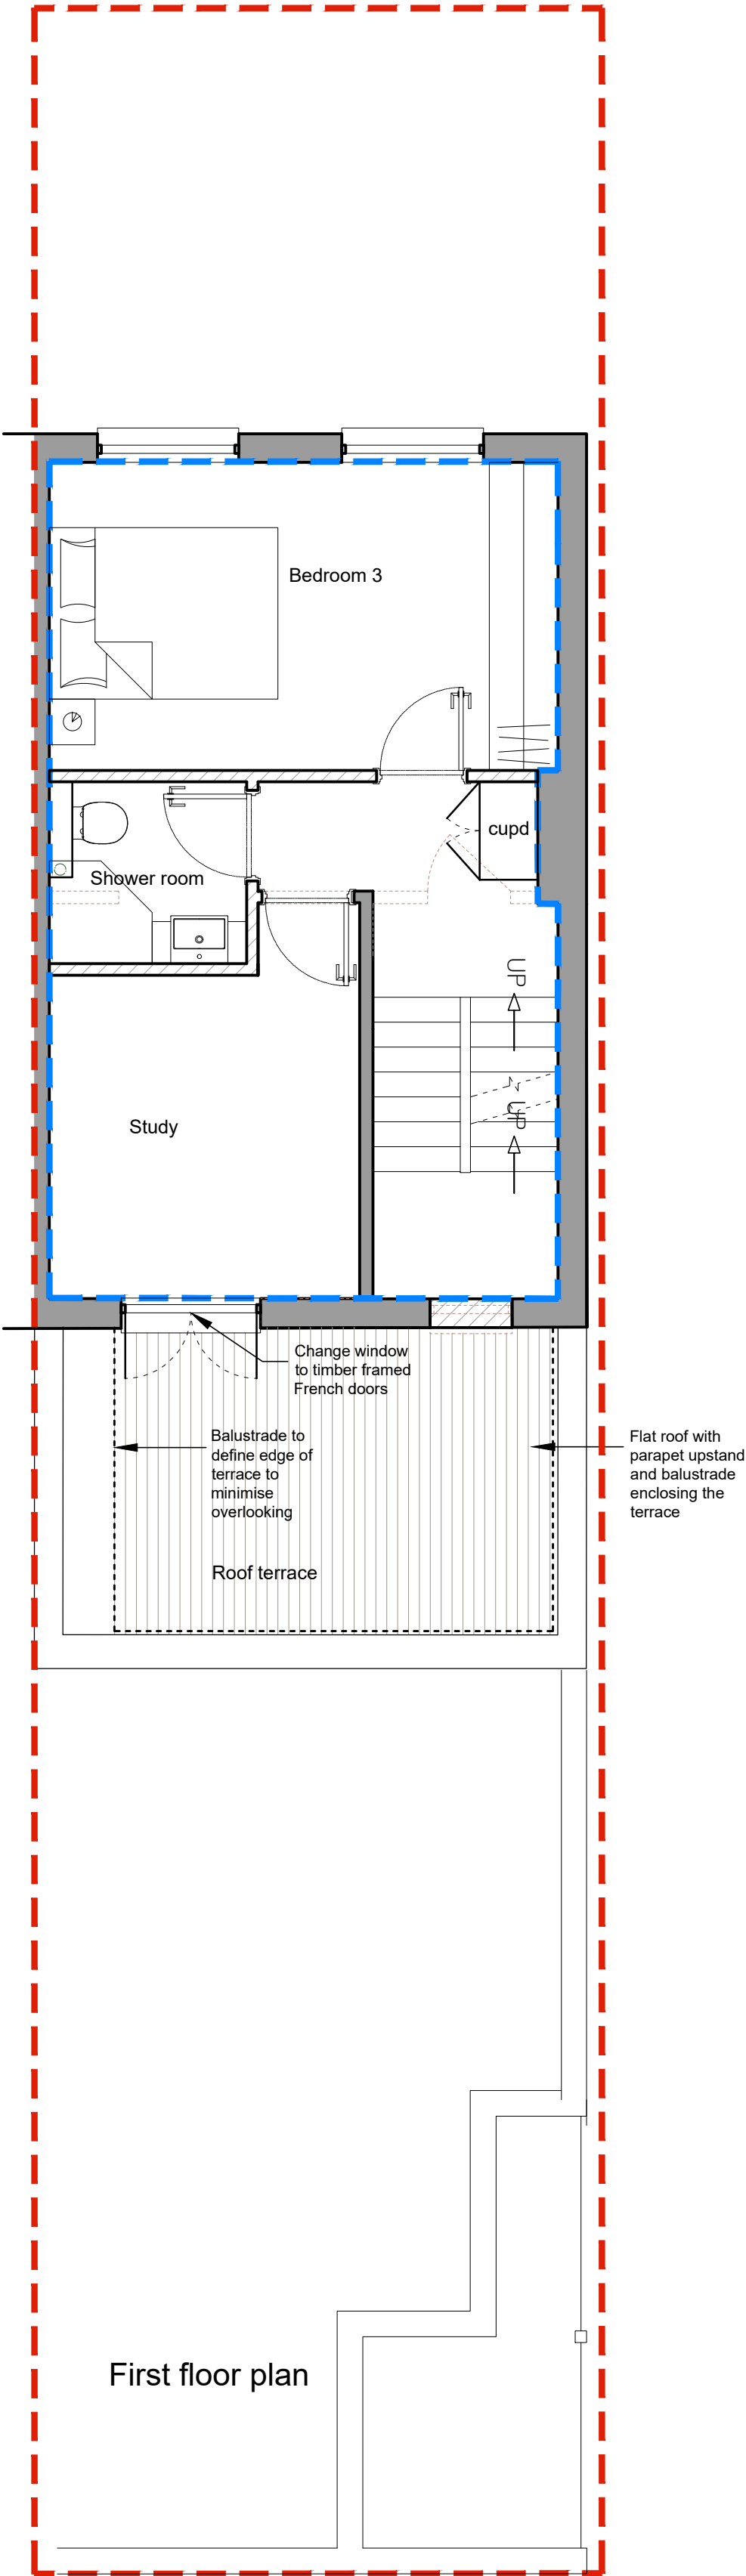 Bedroom 3
cupd
Shower room
UP
UP
Study
Change window
to timber framed
French doors
Balustrade to
define edge of
terrace to
minimise
overlooking
Flat roof with
parapet upstand
and balustrade
enclosing the
terrace
Roof terrace
First floor plan